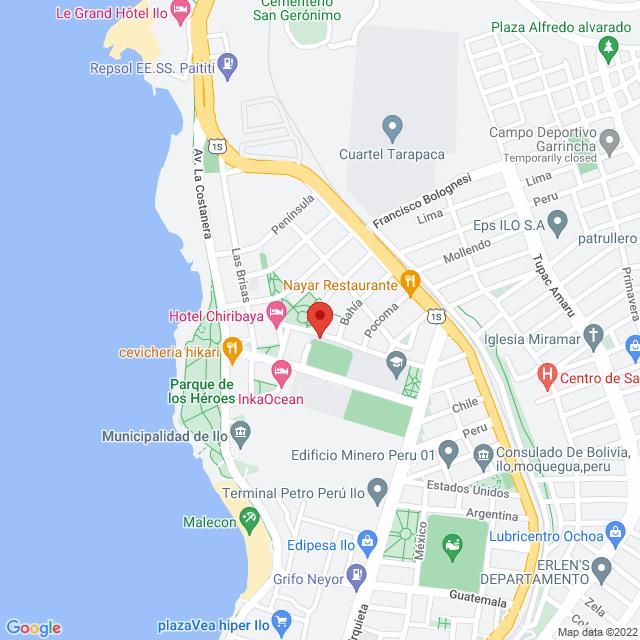 Le Grand Hôtel Ilo
Cementerio
San Gerónimo
Plaza Alfredo alvarado
Repsol EE.SS. Paititi
Cuartel Tarapaca
Campo Deportivo
Garrincha
Temporarily closed
1S
Av. La Costanera
Península
Francisco Bolognesi
Lima
Lima
Perú
Eps ILO S.A
patrullero
Mollendo
Las Brisas
Nayar Restaurante
Tupac Amaru
Primavera
Hotel Chiribaya
Bahía
Pocoma
1S
cevicheria hikari
Iglesia Miramar
Centro de Sa
Parque de
los Héroes
InkaOcean
Chile
Perú
Municipalidad de Ilo
Edificio Minero Peru 01
Consulado De Bolivia,
ilo,moquegua,peru
Terminal Petro Perú Ilo
Estados Unidos
Argentina
Malecon
México
Edipesa Ilo
Lubricentro Ochoa
Grifo Neyor
ERLEN'S
DEPARTAMENTO
Guatemala
Zela
plazaVea hiper Ilo
rquieta
Google
Map data ©2022